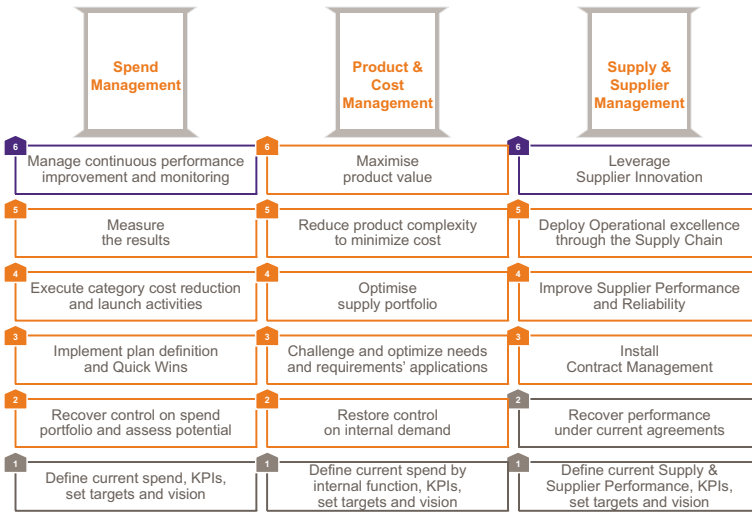 Spend
Management
Product &
Cost
Management
Supply &
Supplier
Management
6
Manage continuous performance
improvement and monitoring
6
Maximise
product value
6
Leverage
Supplier Innovation
5
Measure
the results
5
Reduce product complexity
to minimize cost
5
Deploy Operational excellence
through the Supply Chain
4
Execute category cost reduction
and launch activities
4
Optimise
supply portfolio
4
Improve Supplier Performance
and Reliability
3
Implement plan definition
and Quick Wins
3
Challenge and optimize needs
and requirements’ applications
3
Install
Contract Management
2
Recover control on spend
portfolio and assess potential
2
Restore control
on internal demand
2
Recover performance
under current agreements
1
Define current spend, KPIs,
set targets and vision
1
Define current spend by
internal function, KPIs,
set targets and vision
1
Define current Supply &
Supplier Performance, KPIs,
set targets and vision